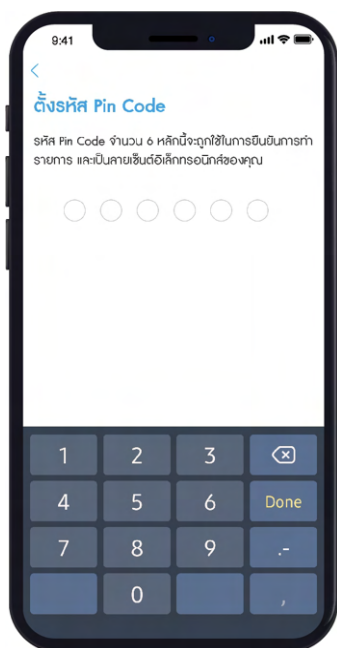 9:41
ตั้งรหัส Pin Code
รหัส Pin Code จำนวน 6 หลักนี้จะถูกใช้ในการยืนยันการทำ
รายการ และเป็นลายเซ็นต์อิเล็กทรอนิกส์ของคุณ
1 2 3
4 5 6 Done
7 8 9 .-
0 ,